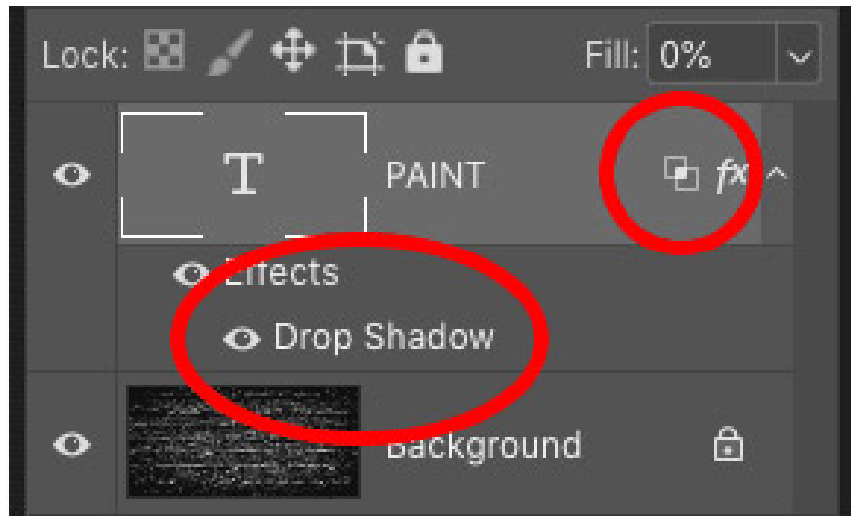 Lock: Fill: 0%
T PAINT fx
Effects
Drop Shadow
Background